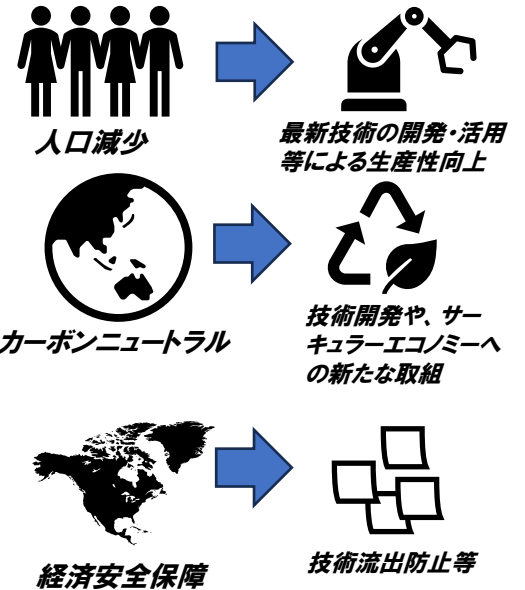 人口減少
最新技術の開発・活用
等による生産性向上
カーボンニュートラル
技術開発や、サー
キュラーエコノミーへ
の新たな取組
経済安全保障
技術流出防止等